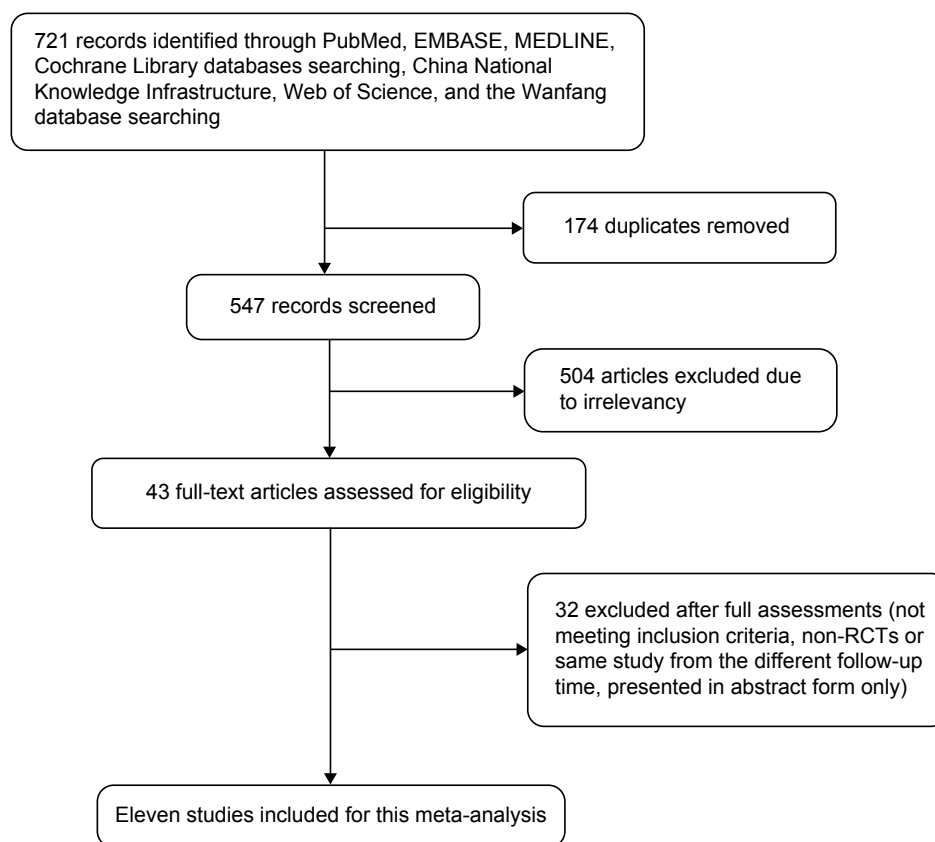 721 records identified through PubMed, EMBASE, MEDLINE,
Cochrane Library databases searching, China National
Knowledge Infrastructure, Web of Science, and the Wanfang
database searching
174 duplicates removed
547 records screened
504 articles excluded due
to irrelevancy
43 full-text articles assessed for eligibility
32 excluded after full assessments (not
meeting inclusion criteria, non-RCTs or
same study from the different follow-up
time, presented in abstract form only)
Eleven studies included for this meta-analysis